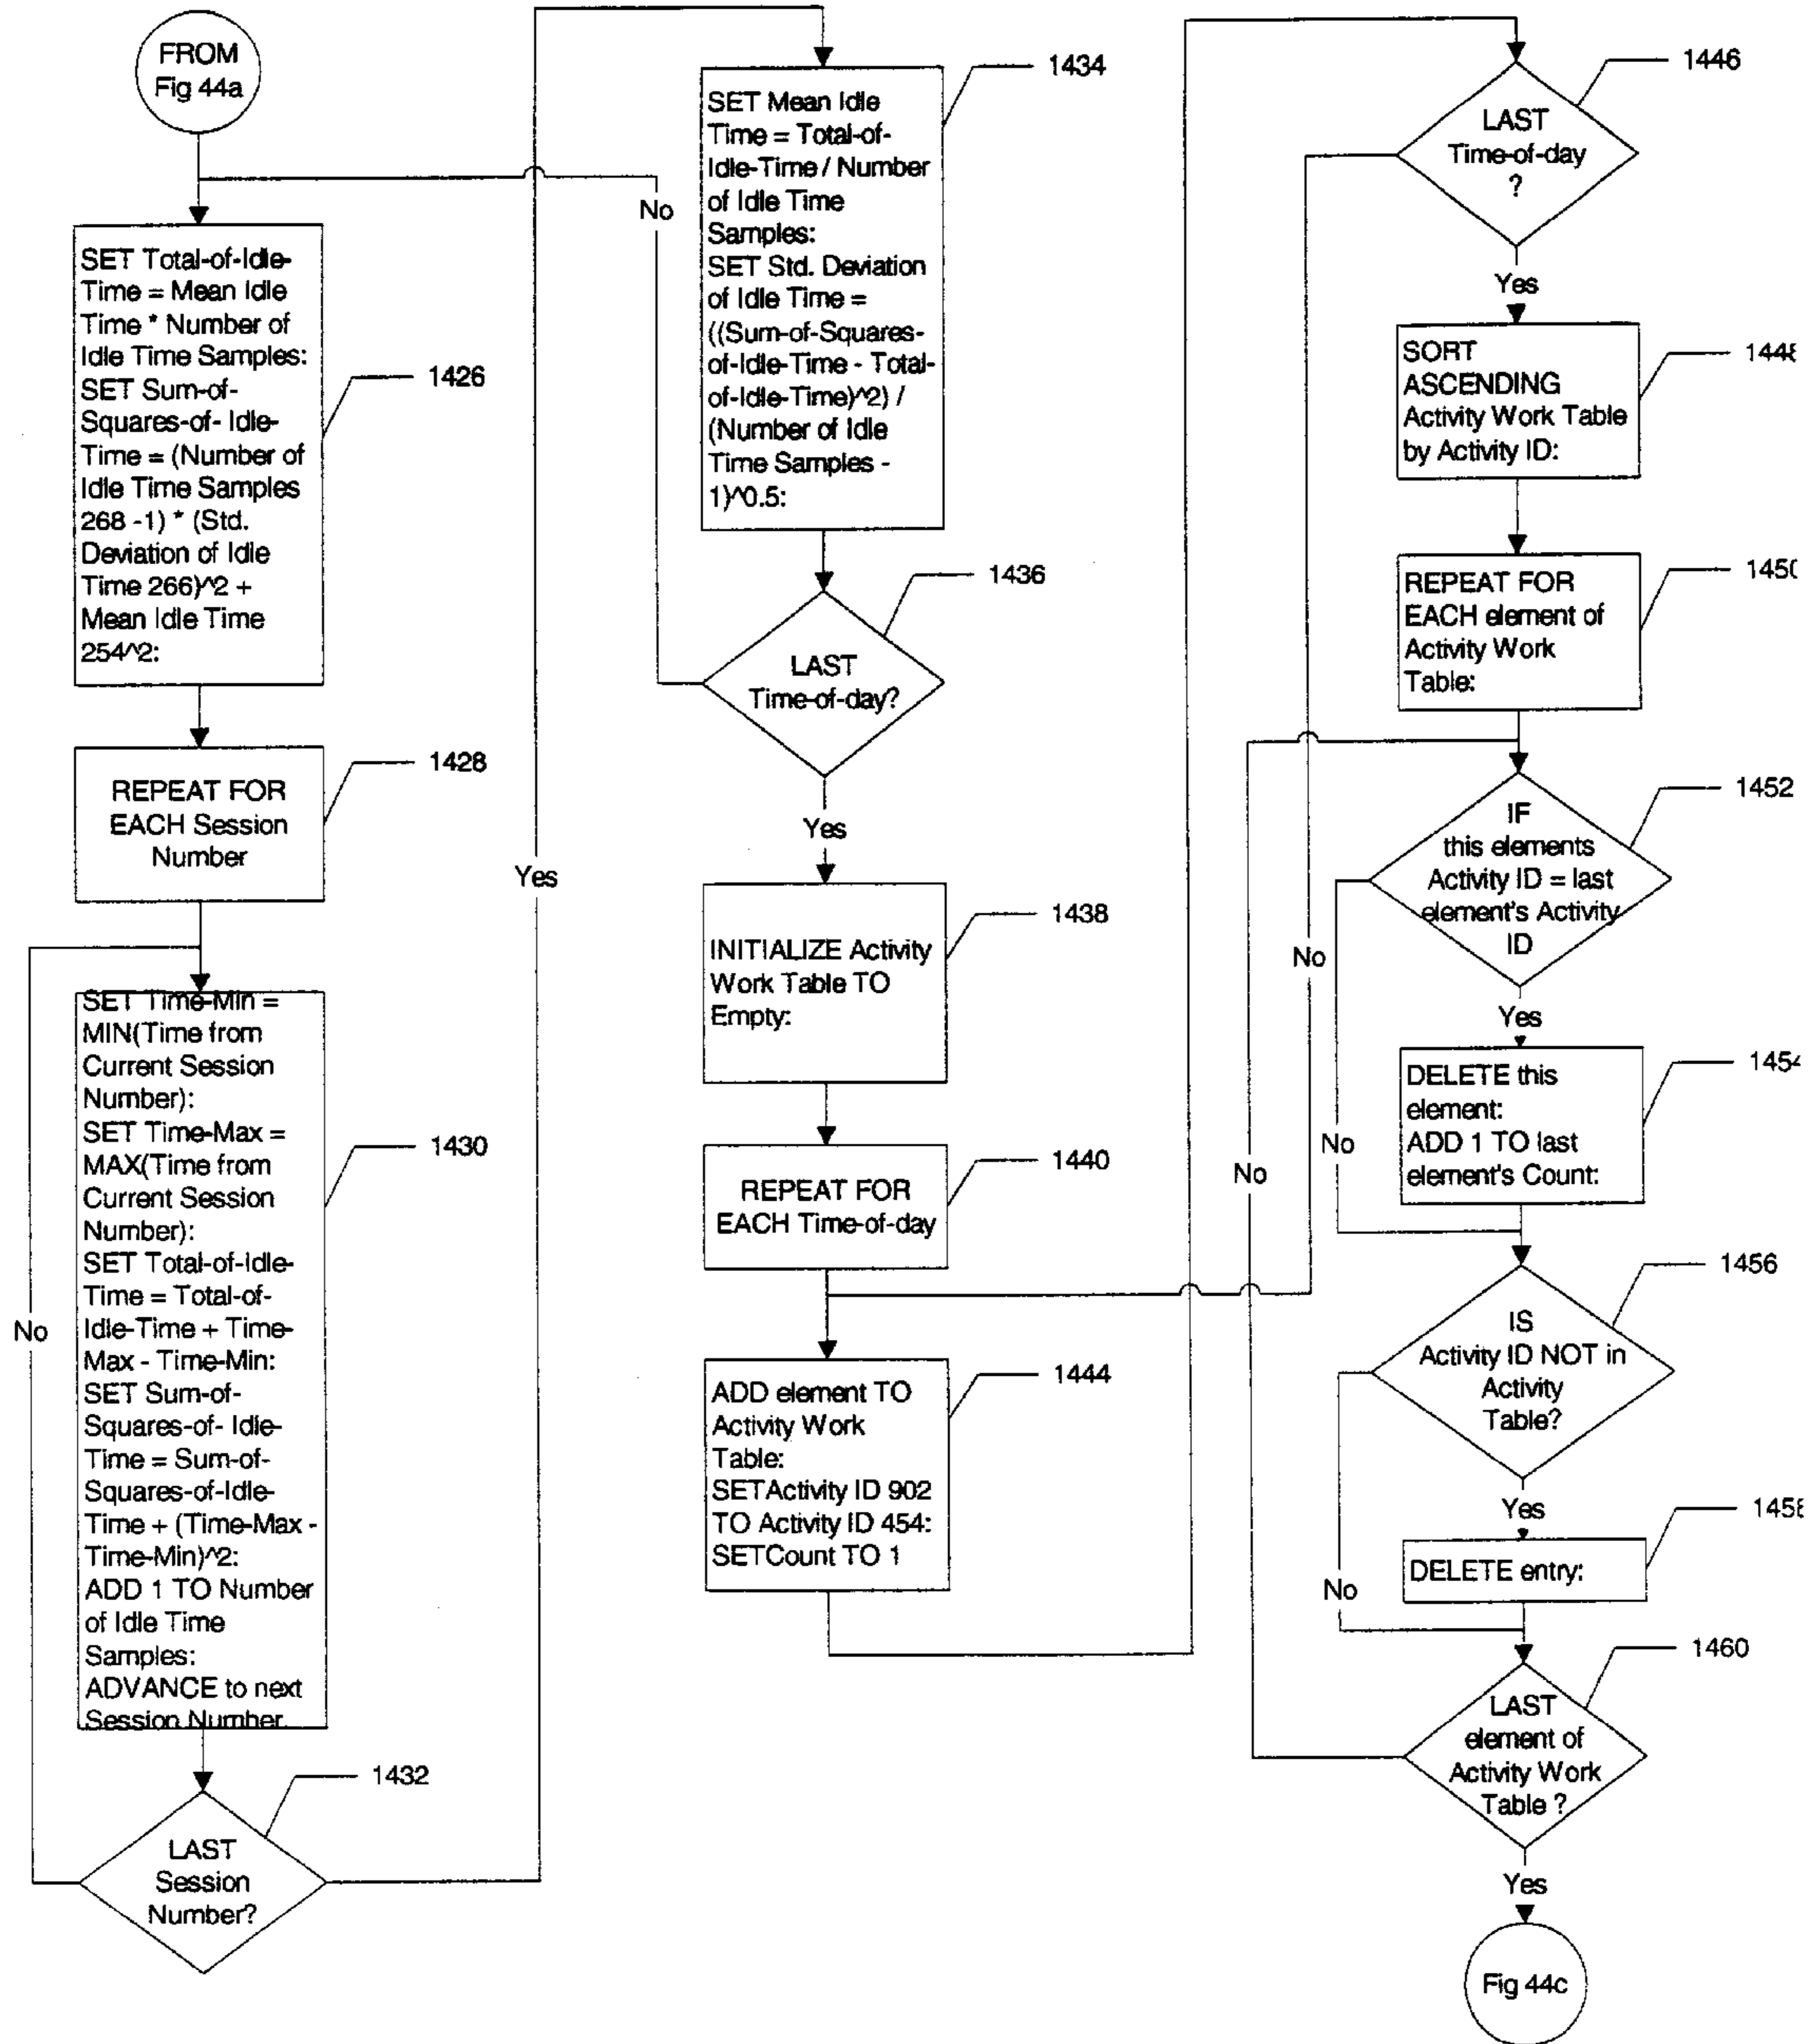 FROM
Fig 44a
SET Total-of-Idle-
Time = Mean Idle
Time * Number of
Idle Time Samples:
SET Sum-of-
Squares-of- Idle-
Time = (Number of
Idle Time Samples
268 -1) * (Std.
Deviation of Idle
Time 266)^2 +
Mean Idle Time
254^2:
1426
REPEAT FOR
EACH Session
Number
1428
SET Time-Min =
MIN(Time from
Current Session
Number):
SET Time-Max =
MAX(Time from
Current Session
Number):
SET Total-of-Idle-
Time = Total-of-
Idle-Time + Time-
Max - Time-Min:
SET Sum-of-
Squares-of- Idle-
Time = Sum-of-
Squares-of-Idle-
Time + (Time-Max -
Time-Min)^2:
ADD 1 TO Number
of Idle Time
Samples:
ADVANCE to next
Session Number.
1430
No
LAST
Session
Number?
1432
Yes
SET Mean Idle
Time = Total-of-
Idle-Time / Number
of Idle Time
Samples:
SET Std. Deviation
of Idle Time =
((Sum-of-Squares-
of-Idle-Time - Total-
of-Idle-Time)^2) /
(Number of Idle
Time Samples -
1)^0.5:
1434
No
LAST
Time-of-day?
1436
Yes
INITIALIZE Activity
Work Table TO
Empty:
1438
REPEAT FOR
EACH Time-of-day
1440
ADD element TO
Activity Work
Table:
SETActivity ID 902
TO Activity ID 454:
SETCount TO 1
1444
LAST
Time-of-day
?
1446
No
Yes
SORT
ASCENDING
Activity Work Table
by Activity ID:
1448
REPEAT FOR
EACH element of
Activity Work
Table:
1450
IF
this elements
Activity ID = last
element's Activity
ID
1452
No
Yes
DELETE this
element:
ADD 1 TO last
element's Count:
1454
IS
Activity ID NOT in
Activity
Table?
1456
No
Yes
DELETE entry:
1458
LAST
element of
Activity Work
Table ?
1460
No
Yes
Fig 44c